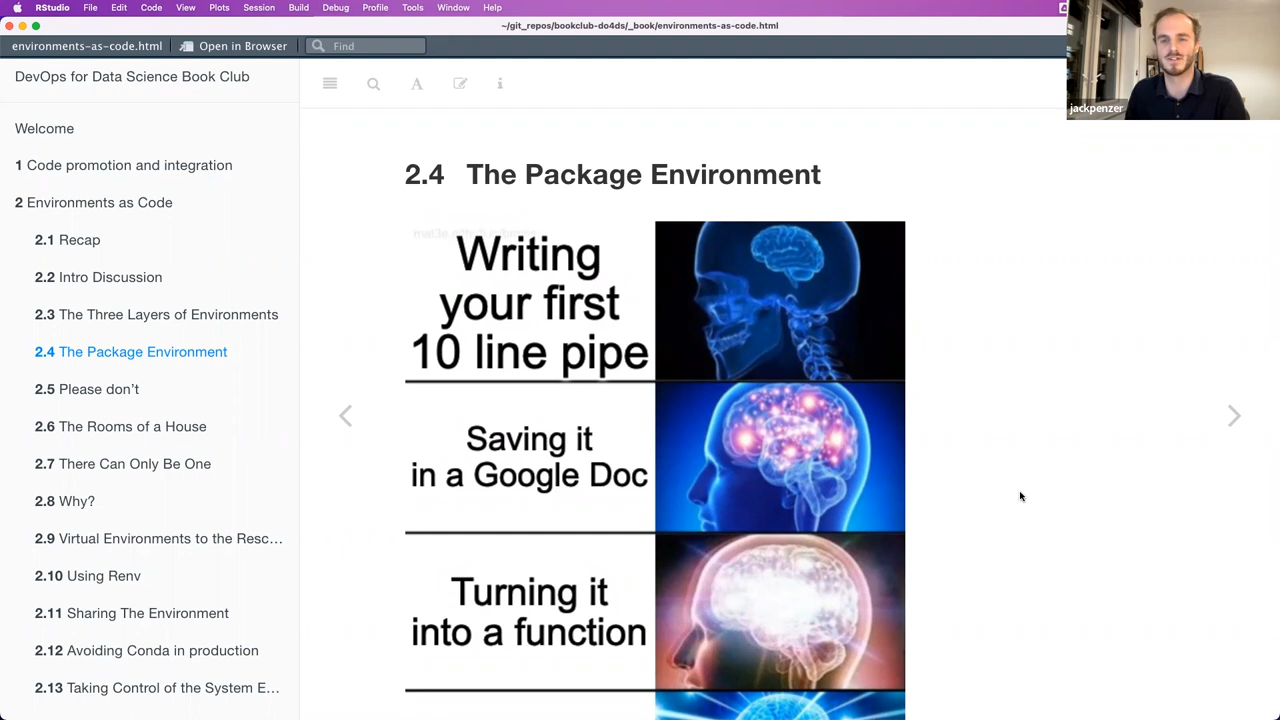 RStudio File Edit Code View Plots Session Build Debug Profile Tools Window Help
~/git_repos/bookclub-do4ds/_book/environments-as-code.html
environments-as-code.html Open in Browser Find
jackpenzer
DevOps for Data Science Book Club
Welcome
1 Code promotion and integration
2 Environments as Code
2.1 Recap
2.2 Intro Discussion
2.3 The Three Layers of Environments
2.4 The Package Environment
2.5 Please don't
2.6 The Rooms of a House
2.7 There Can Only Be One
2.8 Why?
2.9 Virtual Environments to the Resc…
2.10 Using Renv
2.11 Sharing The Environment
2.12 Avoiding Conda in production
2.13 Taking Control of the System E…
2.4 The Package Environment
Writing
your first
10 line pipe
Saving it
in a Google Doc
Turning it
into a function